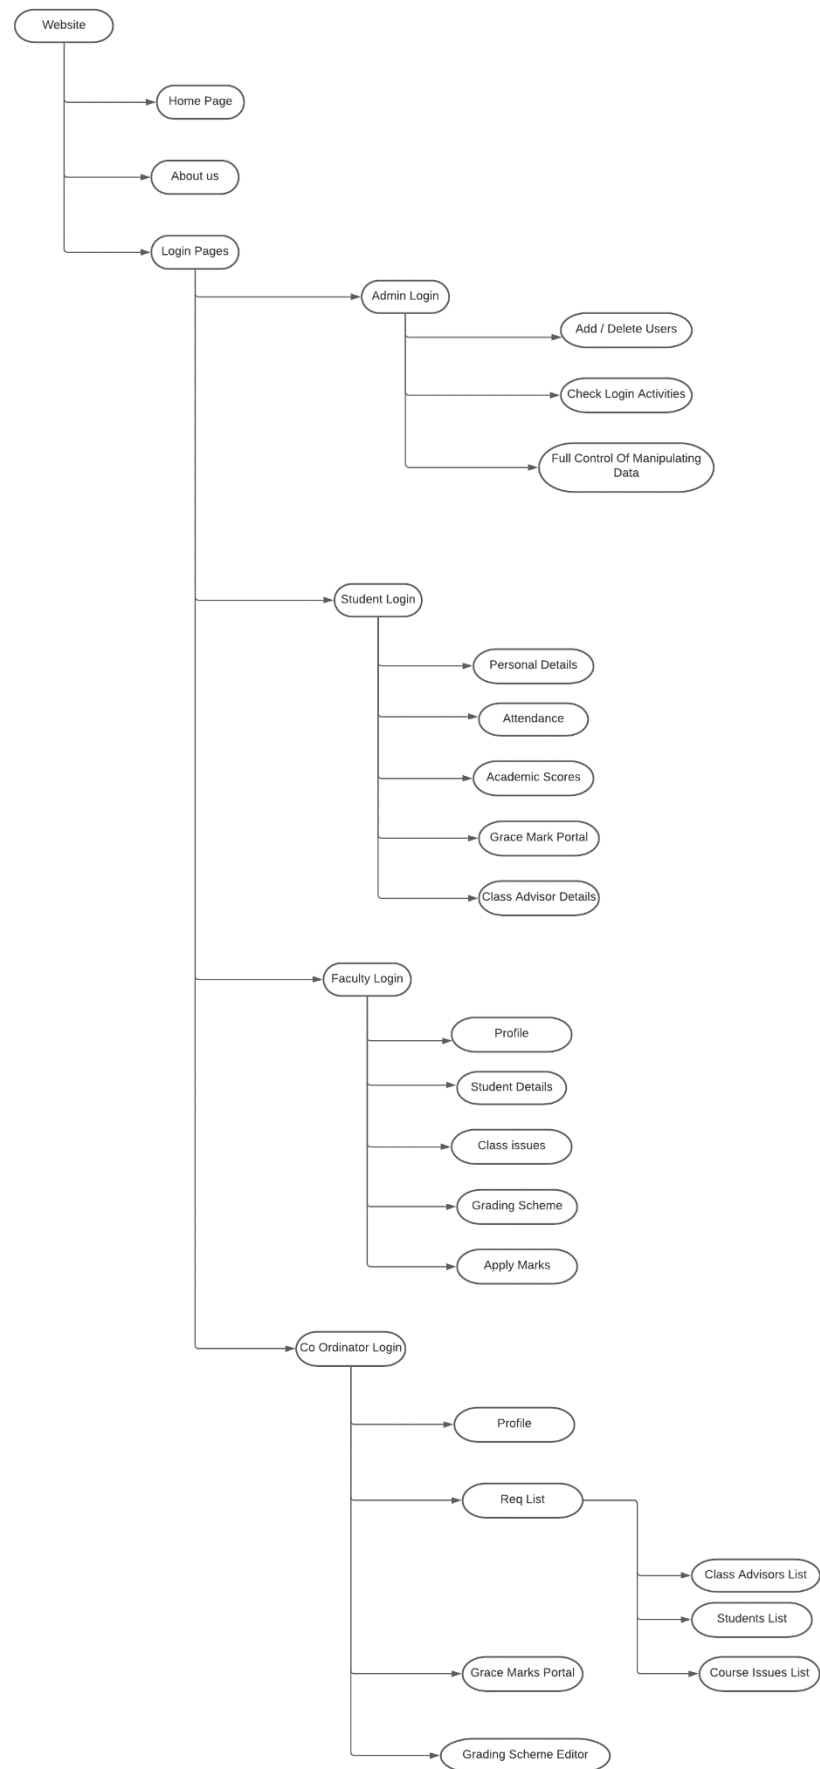 Website
Home Page
About us
Login Pages
Admin Login
Add / Delete Users
Check Login Activities
Full Control Of Manipulating
Data
Student Login
Personal Details
Attendance
Academic Scores
Grace Mark Portal
Class Advisor Details
Faculty Login
Profile
Student Details
Class issues
Grading Scheme
Apply Marks
Co Ordinator Login
Profile
Req List
Class Advisors List
Students List
Course Issues List
Grace Marks Portal
Grading Scheme Editor